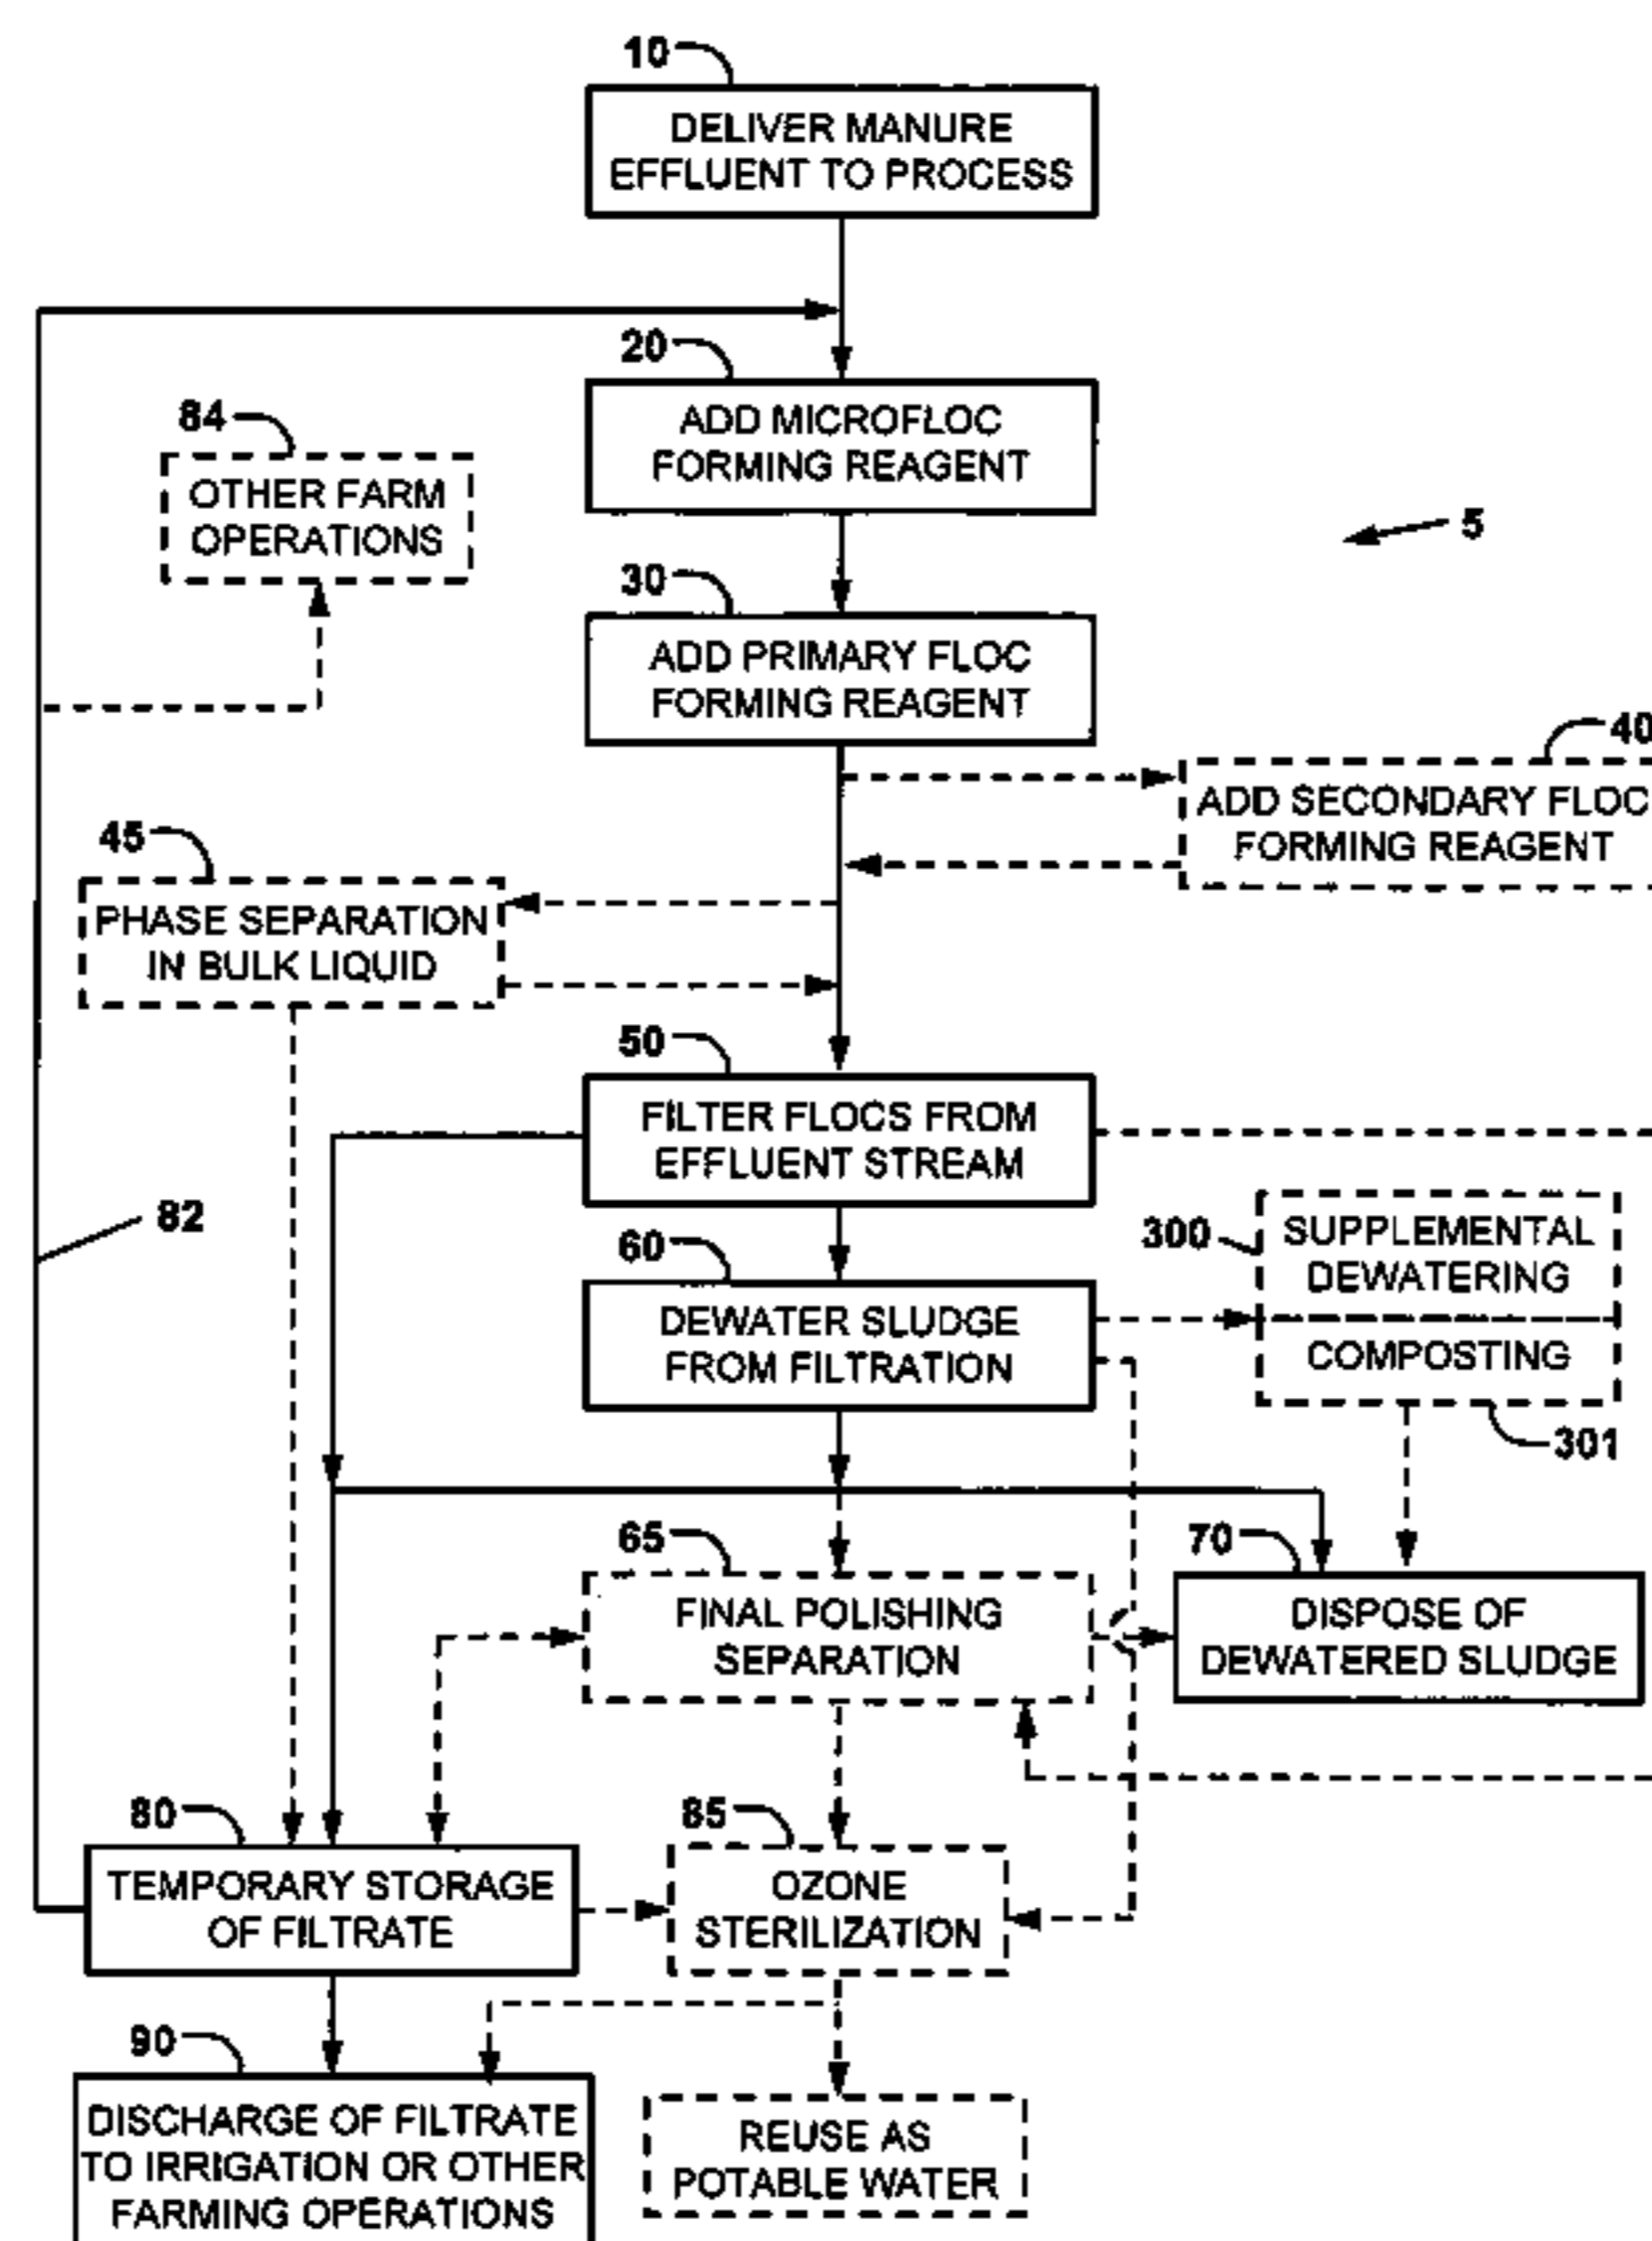 10
DELIVER MANURE
EFFLUENT TO PROCESS
20
ADD MICROFLOC
FORMING REAGENT
84
OTHER FARM
OPERATIONS
5
30
ADD PRIMARY FLOC
FORMING REAGENT
40
ADD SECONDARY FLOC
FORMING REAGENT
45
PHASE SEPARATION
IN BULK LIQUID
50
FILTER FLOCS FROM
EFFLUENT STREAM
82
60
DEWATER SLUDGE
FROM FILTRATION
300
SUPPLEMENTAL
DEWATERING
COMPOSTING
301
65
FINAL POLISHING
SEPARATION
70
DISPOSE OF
DEWATERED SLUDGE
80
TEMPORARY STORAGE
OF FILTRATE
85
OZONE
STERILIZATION
90
DISCHARGE OF FILTRATE
TO IRRIGATION OR OTHER
FARMING OPERATIONS
REUSE AS
POTABLE WATER